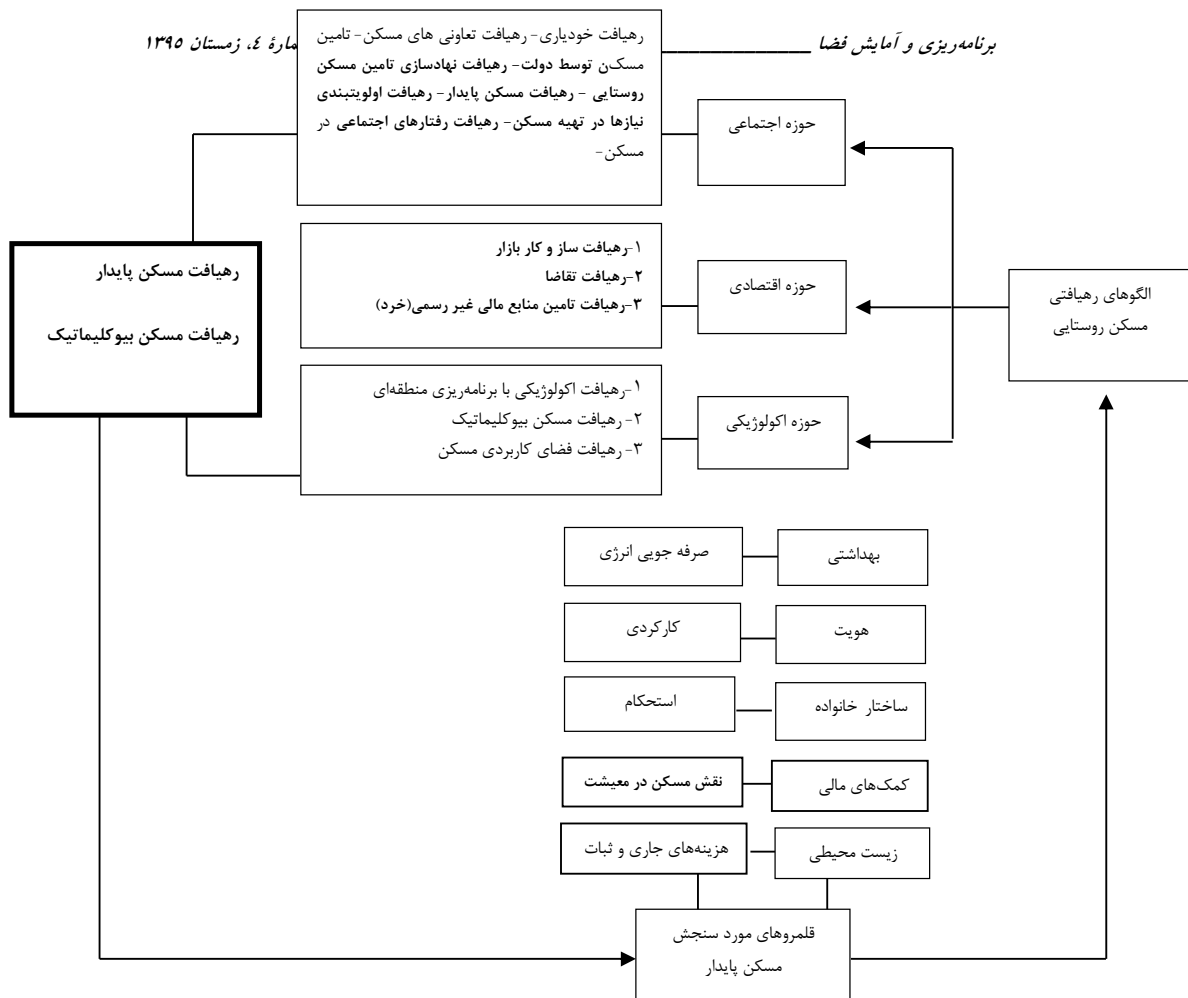 برنامه‌ریزی و آمایش فضا
مارهٔ ٤، زمستان ۱۳۹٥
رهیافت خودیاری- رهیافت تعاونی های مسکن- تامین
مسکن توسط دولت- رهیافت نهادسازی تامین مسکن
روستایی - رهیافت مسکن پایدار- رهیافت اولویتبندی
نیازها در تهیه مسکن- رهیافت رفتارهای اجتماعی در
مسکن-
حوزه اجتماعی
۱-رهیافت ساز و کار بازار
۲-رهیافت تقاضا
۳-رهیافت تامین منابع مالی غیر رسمی(خرد)
حوزه اقتصادی
الگوهای رهیافتی
مسکن روستایی
رهیافت مسکن پایدار
رهیافت مسکن بیوکلیماتیک
۱-رهیافت اکولوژیکی با برنامه‌ریزی منطقه‌ای
۲- رهیافت مسکن بیوکلیماتیک
۳- رهیافت فضای کاربردی مسکن
حوزه اکولوژیکی
بهداشتی
صرفه جویی انرژی
هویت
کارکردی
ساختار خانواده
استحکام
کمک‌های مالی
نقش مسکن در معیشت
زیست محیطی
هزینه‌های جاری و ثبات
قلمروهای مورد سنجش
مسکن پایدار